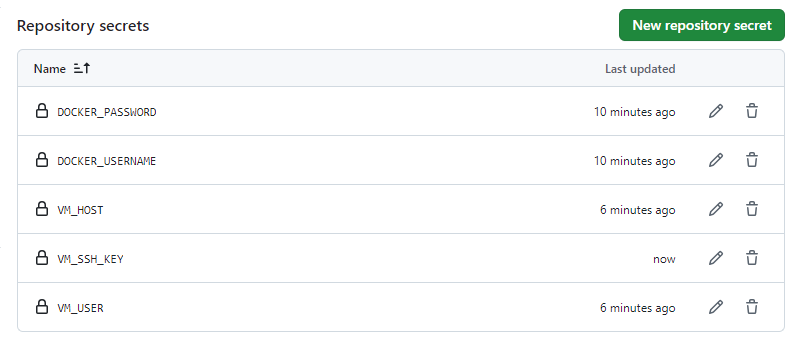 Repository secrets
New repository secret
Name
Last updated
DOCKER_PASSWORD
10 minutes ago
DOCKER_USERNAME
10 minutes ago
VM_HOST
6 minutes ago
VM_SSH_KEY
now
VM_USER
6 minutes ago